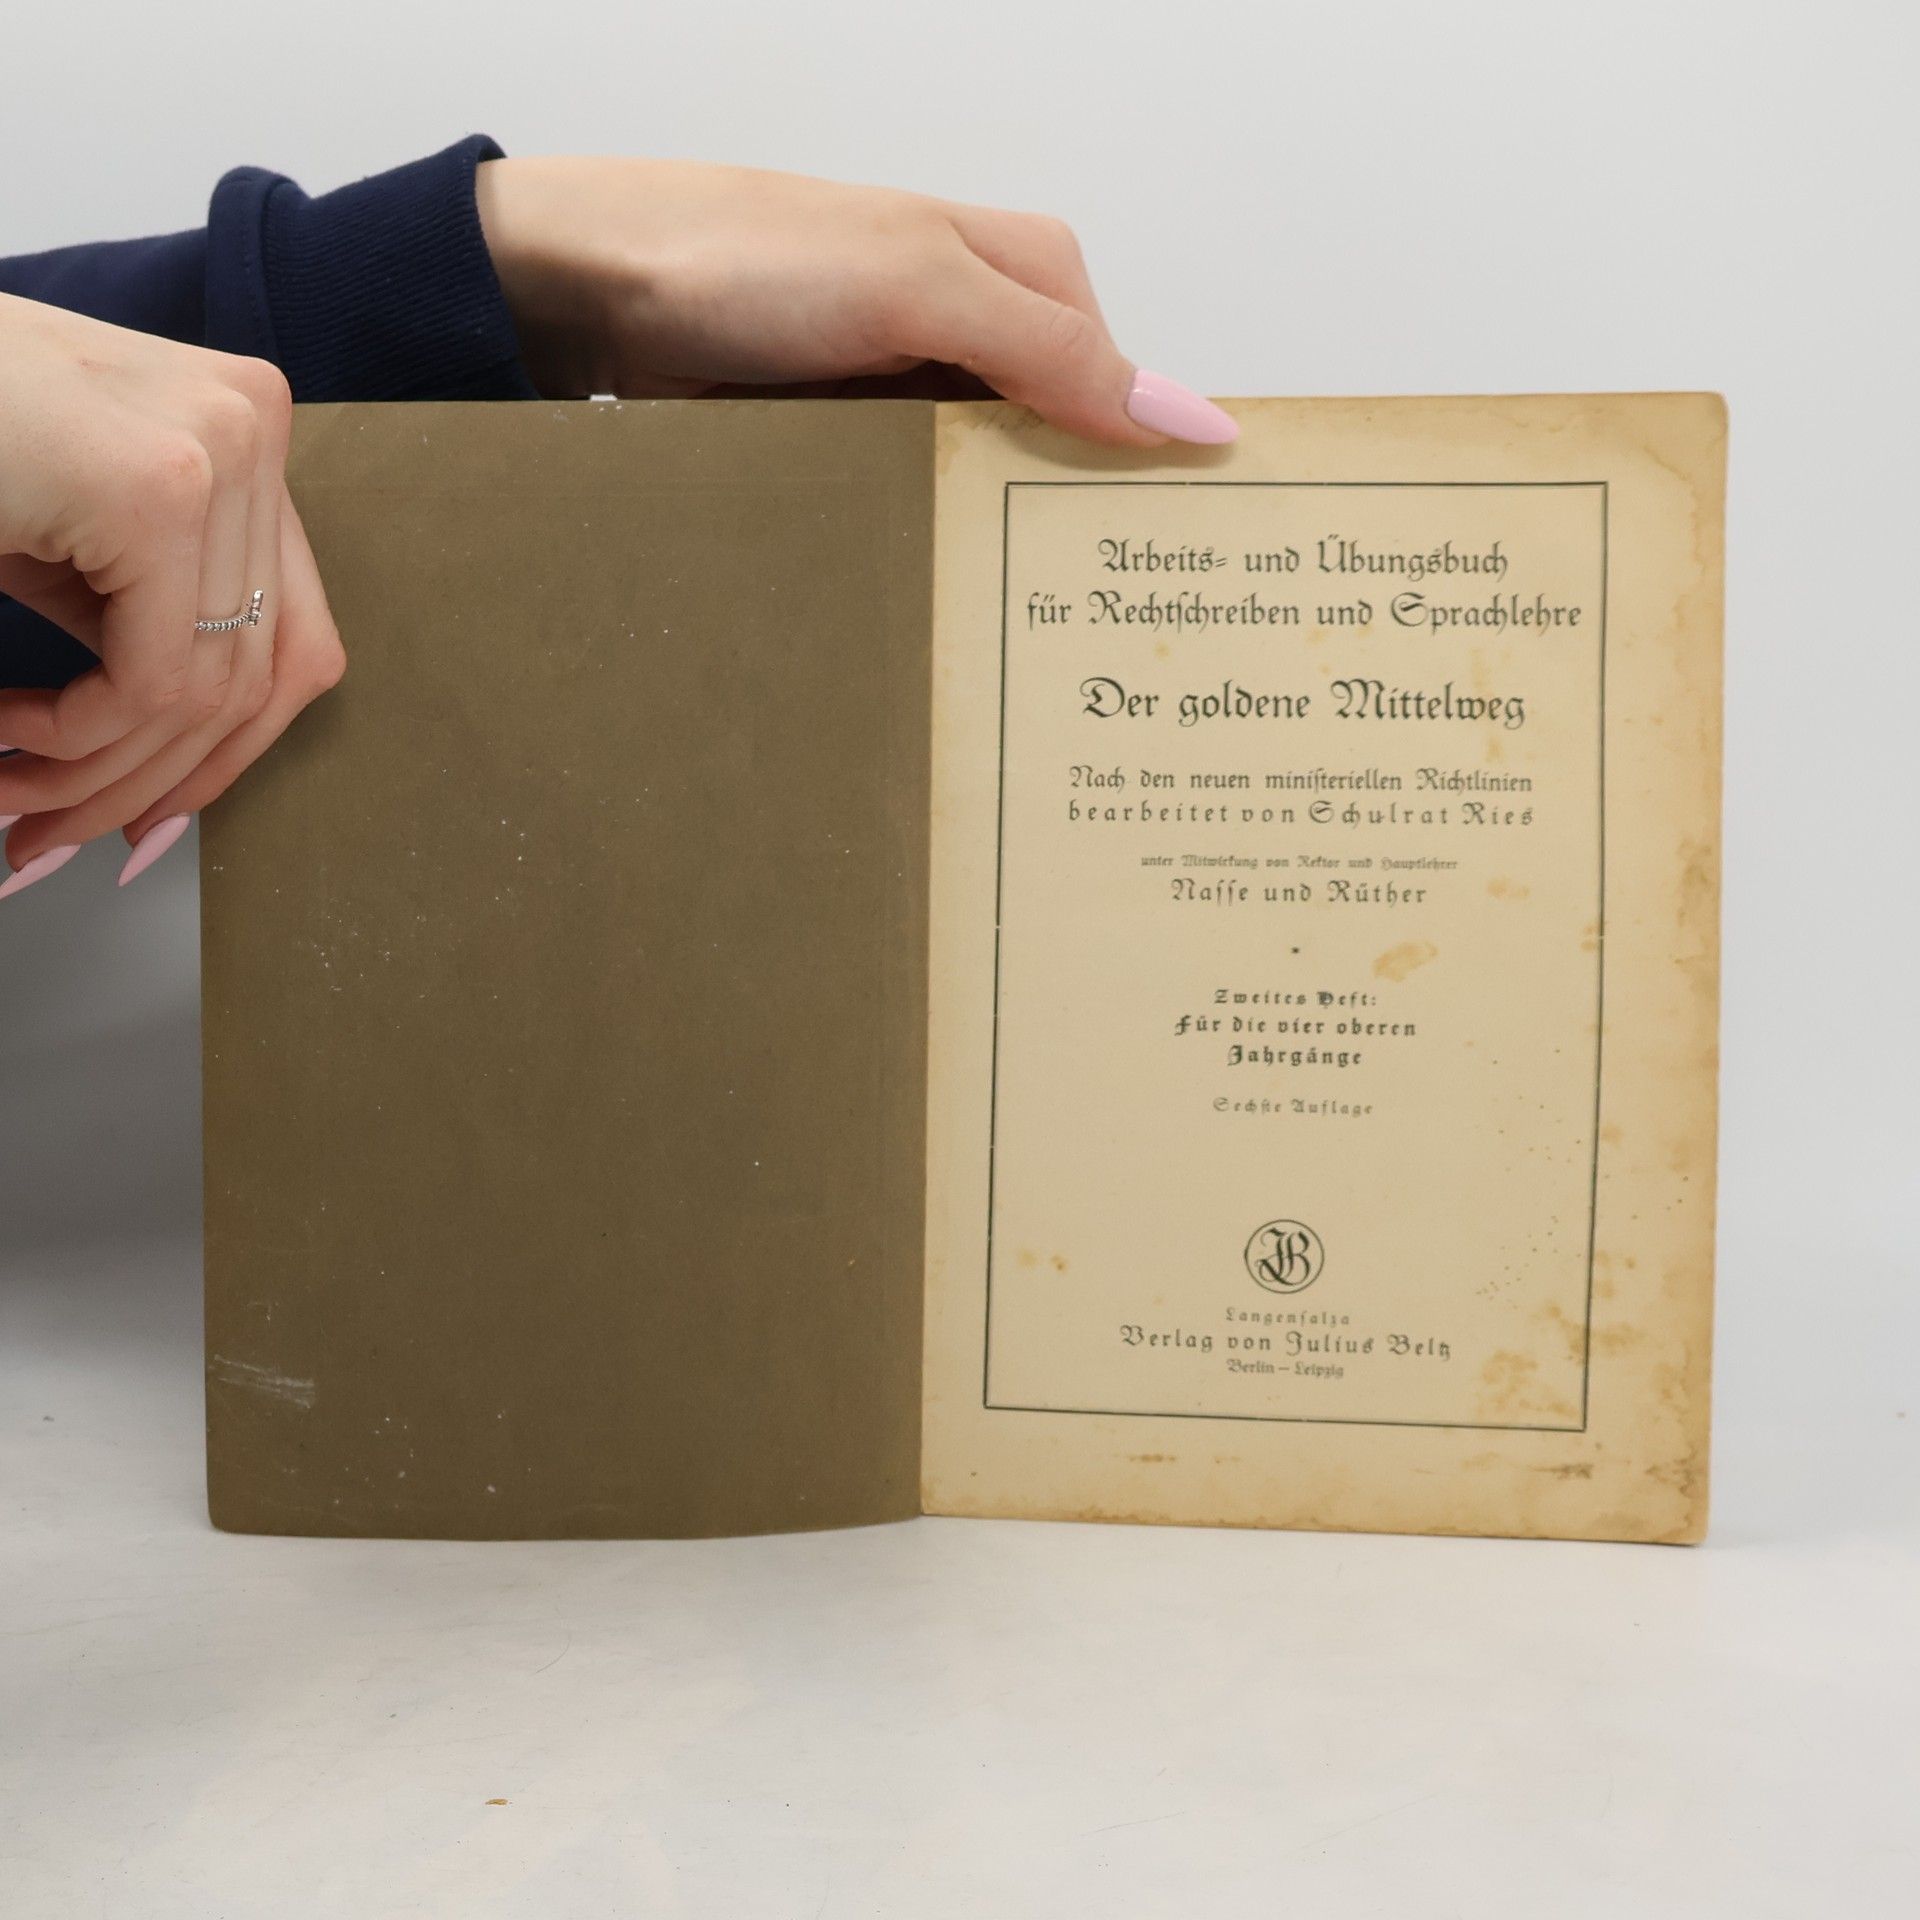 Arbeits- und Übungsbuch
für Rechtschreiben und Sprachlehre
Der goldene Mittelweg
Nach den neuen ministeriellen Richtlinien
bearbeitet von Schulrat Ries
unter Mitwirkung von Rektor und Hauptlehrer
Nasse und Rüther
*
Zweites Heft:
Für die vier oberen
Jahrgänge
Sechste Auflage
JB
Langensalza
Verlag von Julius Beltz
Berlin – Leipzig